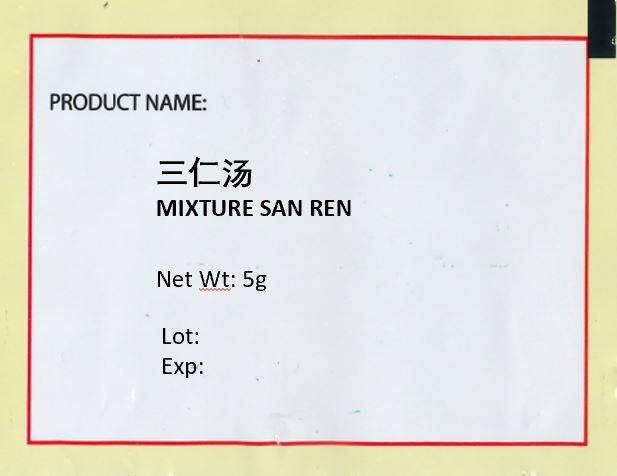 PRODUCT NAME:
三仁汤
MIXTURE SAN REN
Net Wt: 5g
Lot:
Exp: